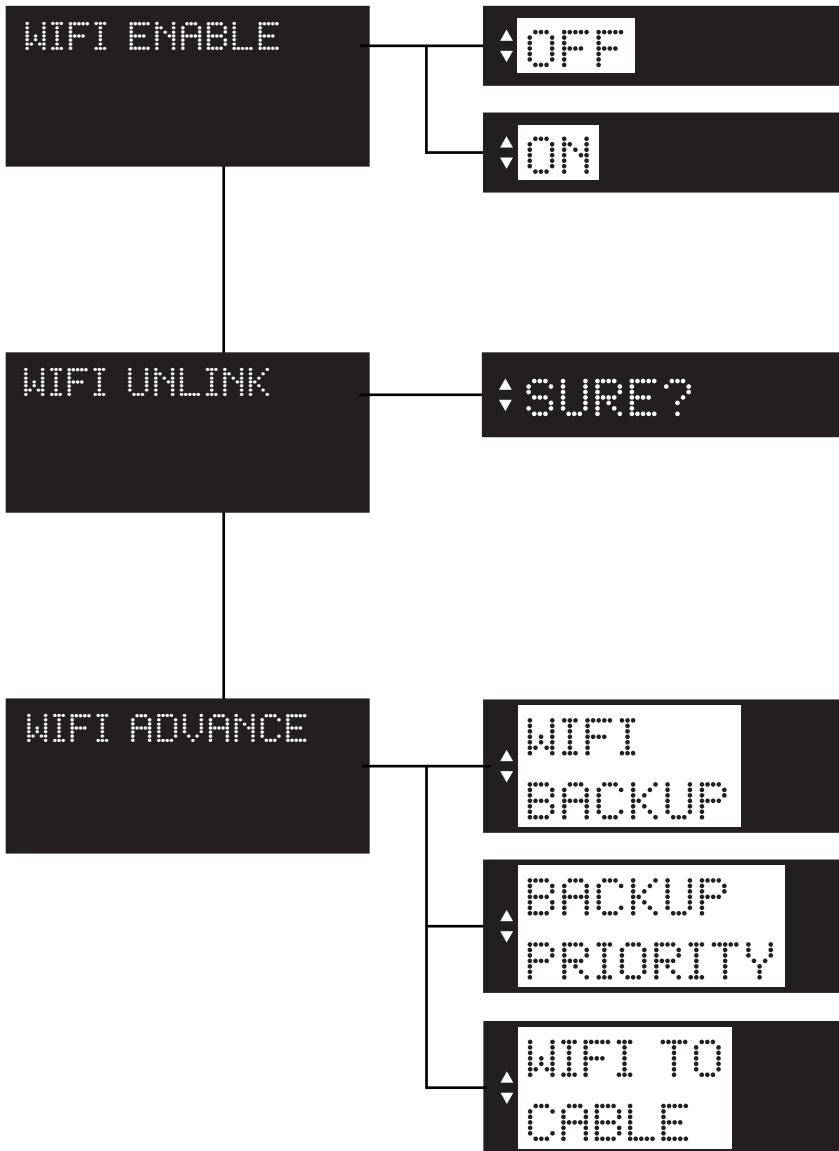 WIFI ENABLE
OFF
ON
WIFI UNLINK
SURE?
WIFI ADVANCE
WIFI
BACKUP
BACKUP
PRIORITY
WIFI TO
CABLE